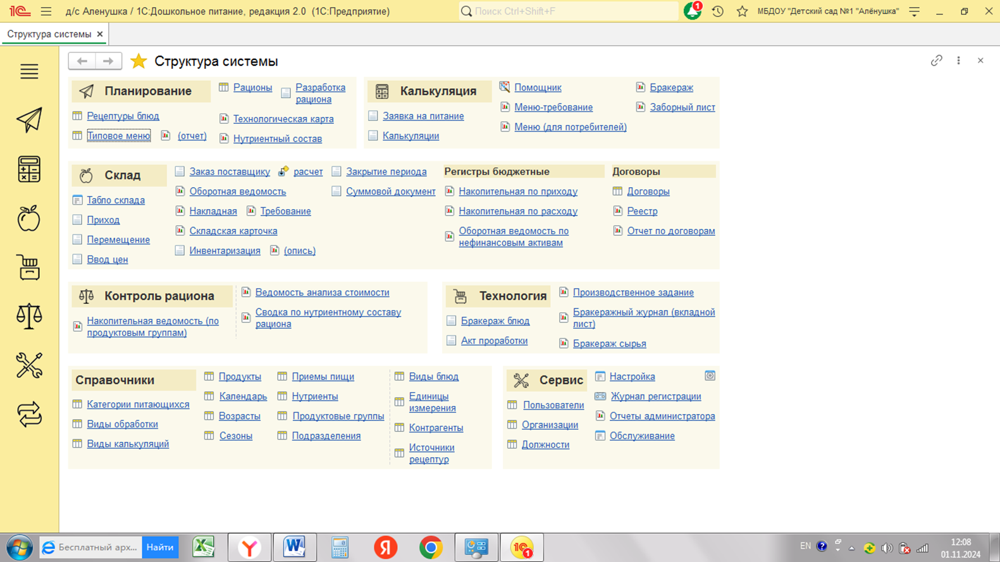 д/с Аленушка / 1С:Дошкольное питание, редакция 2.0 (1С:Предприятие)
Поиск Ctrl+Shift+F
1
МБДОУ "Детский сад №1 "Алёнушка"
Структура системы
Структура системы
Планирование
Рецептуры блюд
Типовое меню
(отчет)
Рационы
Разработка
рациона
Технологическая карта
Нутриентный состав
Калькуляция
Заявка на питание
Калькуляции
Помощник
Меню-требование
Меню (для потребителей)
Бракераж
Заборный лист
Склад
Табло склада
Приход
Перемещение
Ввод цен
Заказ поставщику
расчет
Оборотная ведомость
Накладная
Требование
Складская карточка
Инвентаризация
(опись)
Закрытие периода
Суммовой документ
Регистры бюджетные
Накопительная по приходу
Накопительная по расходу
Оборотная ведомость по
нефинансовым активам
Договоры
Договоры
Реестр
Отчет по договорам
Контроль рациона
Накопительная ведомость (по
продуктовым группам)
Ведомость анализа стоимости
Сводка по нутриентному составу
рациона
Технология
Бракераж блюд
Акт проработки
Производственное задание
Бракеражный журнал (вкладной
лист)
Бракераж сырья
Справочники
Категории питающихся
Виды обработки
Виды калькуляций
Продукты
Календарь
Возрасты
Сезоны
Приемы пищи
Нутриенты
Продуктовые группы
Подразделения
Виды блюд
Единицы
измерения
Контрагенты
Источники
рецептур
Сервис
Пользователи
Организации
Должности
Настройка
Журнал регистрации
Отчеты администратора
Обслуживание
Бесплатный арх...
Найти
EN
12:08
01.11.2024